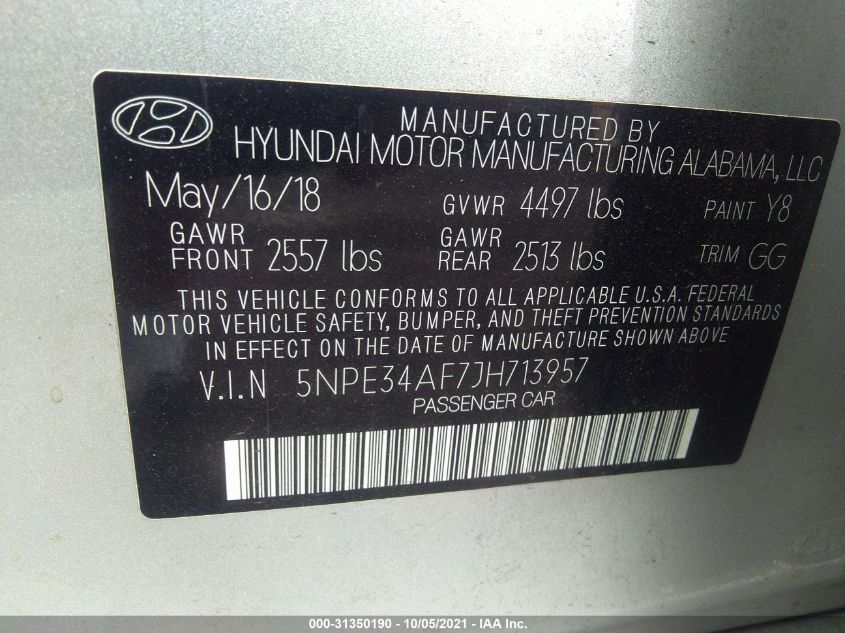 MANUFACTURED BY
HYUNDAI MOTOR MANUFACTURING ALABAMA, LLC
May/16/18 GVWR 4497 lbs PAINT Y8
GAWR FRONT 2557 lbs GAWR REAR 2513 lbs TRIM GG
THIS VEHICLE CONFORMS TO ALL APPLICABLE U.S.A. FEDERAL
MOTOR VEHICLE SAFETY, BUMPER, AND THEFT PREVENTION STANDARDS
IN EFFECT ON THE DATE OF MANUFACTURE SHOWN ABOVE
V.I.N 5NPE34AF7JH713957
PASSENGER CAR
000-31350190 - 10/05/2021 - IAA Inc.